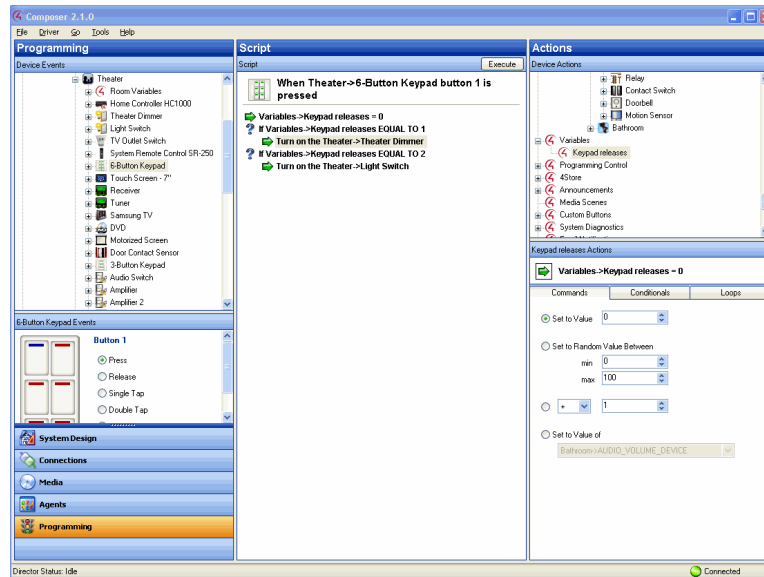 Composer 2.1.0
File Driver Go Tools Help
Programming
Device Events
Theater
Room Variables
Home Controller HC1000
Theater Dimmer
Light Switch
TV Outlet Switch
System Remote Control SR-250
6-Button Keypad
Touch Screen - 7"
Receiver
Tuner
Samsung TV
DVD
Motorized Screen
Door Contact Sensor
3-Button Keypad
Audio Switch
Amplifier
Amplifier 2
6-Button Keypad Events
Button 1
Press
Release
Single Tap
Double Tap
System Design
Connections
Media
Agents
Programming
Director Status: Idle
Script
Script Execute
When Theater->6-Button Keypad button 1 is
pressed
Variables->Keypad releases = 0
If Variables->Keypad releases EQUAL TO 1
Turn on the Theater->Theater Dimmer
If Variables->Keypad releases EQUAL TO 2
Turn on the Theater->Light Switch
Actions
Device Actions
Relay
Contact Switch
Doorbell
Motion Sensor
Bathroom
Variables
Keypad releases
Programming Control
4Store
Announcements
Media Scenes
Custom Buttons
System Diagnostics
Keypad releases Actions
Variables->Keypad releases = 0
Commands Conditionals Loops
Set to Value 0
Set to Random Value Between
min 0
max 100
+ 1
Set to Value of
Bathroom->AUDIO_VOLUME_DEVICE
Connected